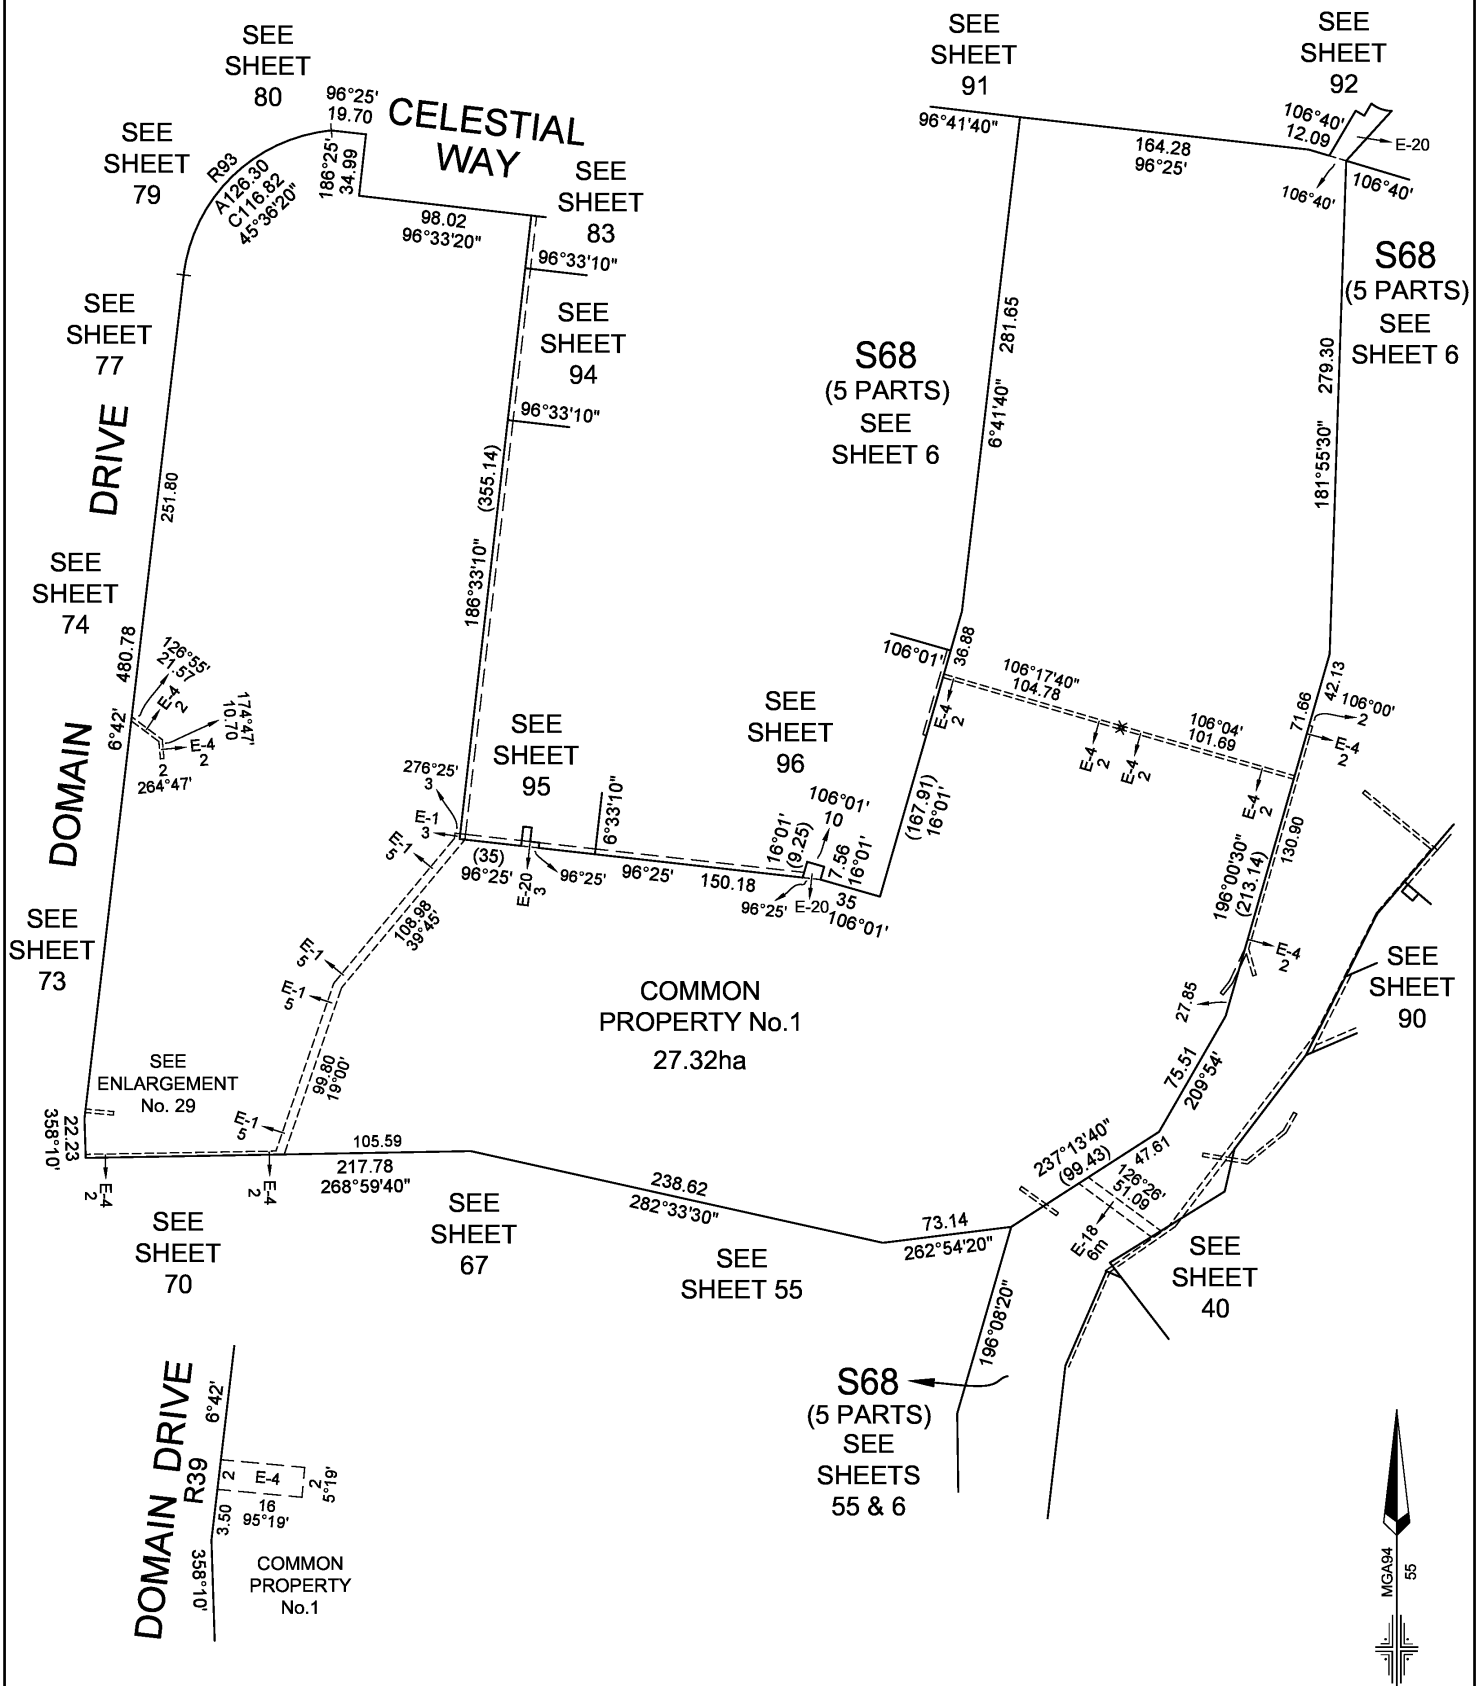 SEE
SHEET
80
SEE
SHEET
79
96°25'
19.70
CELESTIAL
WAY
R93
A126.30
C116.82
45°36'20"
186°25'
34.99
98.02
96°33'20"
SEE
SHEET
83
96°33'10"
SEE
SHEET
94
96°33'10"
SEE
SHEET
77
DRIVE
251.80
(355.14)
186°33'10"
SEE
SHEET
74
480.78
6°42'
DOMAIN
126°55'
21.57
E-4
2
174°47'
10.70
E-4
2
2
264°47'
SEE
SHEET
91
96°41'40"
164.28
96°25'
SEE
SHEET
92
106°40'
12.09
E-20
106°40'
106°40'
S68
(5 PARTS)
SEE
SHEET 6
281.65
6°41'40"
S68
(5 PARTS)
SEE
SHEET 6
279.30
181°55'30"
106°01'
36.88
106°17'40"
104.78
E-4
2
E-4
2
E-4
2
106°04'
101.69
E-4
2
42.13
71.66
106°00'
2
E-4
2
130.90
196°00'30"
(213.14)
E-4
2
SEE
SHEET
95
SEE
SHEET
96
276°25'
3
E-1
3
E-1
5
(35)
96°25'
E-20
3
96°25'
6°33'10"
96°25'
150.18
16°01'
(9.25)
106°01'
10
7.56
16°01'
96°25'
E-20
35
106°01'
(167.91)
16°01'
108.98
39°45'
E-1
5
E-1
5
SEE
SHEET
73
COMMON
PROPERTY No.1
27.32ha
SEE
SHEET
90
27.85
75.51
209°54'
SEE
ENLARGEMENT
No. 29
99.80
19°00'
E-1
5
22.23
358°10'
E-4
2
E-4
2
105.59
217.78
268°59'40"
SEE
SHEET
70
SEE
SHEET
67
238.62
282°33'30"
SEE
SHEET 55
73.14
262°54'20"
237°13'40"
(99.43)
47.61
126°26'
51.09
E-18
6m
SEE
SHEET
40
196°08'20"
S68
(5 PARTS)
SEE
SHEETS
55 & 6
DOMAIN DRIVE
6°42'
R39
2
E-4
2
5°19'
3.50
16
95°19'
358°10'
COMMON
PROPERTY
No.1
MGA94
55